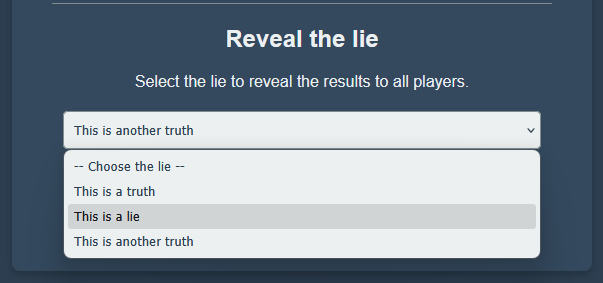 Reveal the lie
Select the lie to reveal the results to all players.
This is another truth
-- Choose the lie --
This is a truth
This is a lie
This is another truth